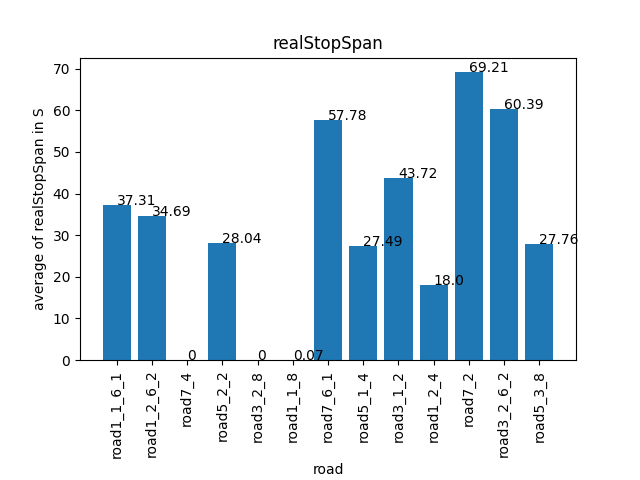 realStopSpan
average of realStopSpan in S
70
60
50
40
30
20
10
0
37.31
34.69
0
28.04
0
0.07
57.78
27.49
43.72
18.0
69.21
60.39
27.76
road1_1_6_1
road1_2_6_2
road7_4
road5_2_2
road3_2_8
road1_1_8
road7_6_1
road5_1_4
road3_1_2
road1_2_4
road7_2
road3_2_6_2
road5_3_8
road